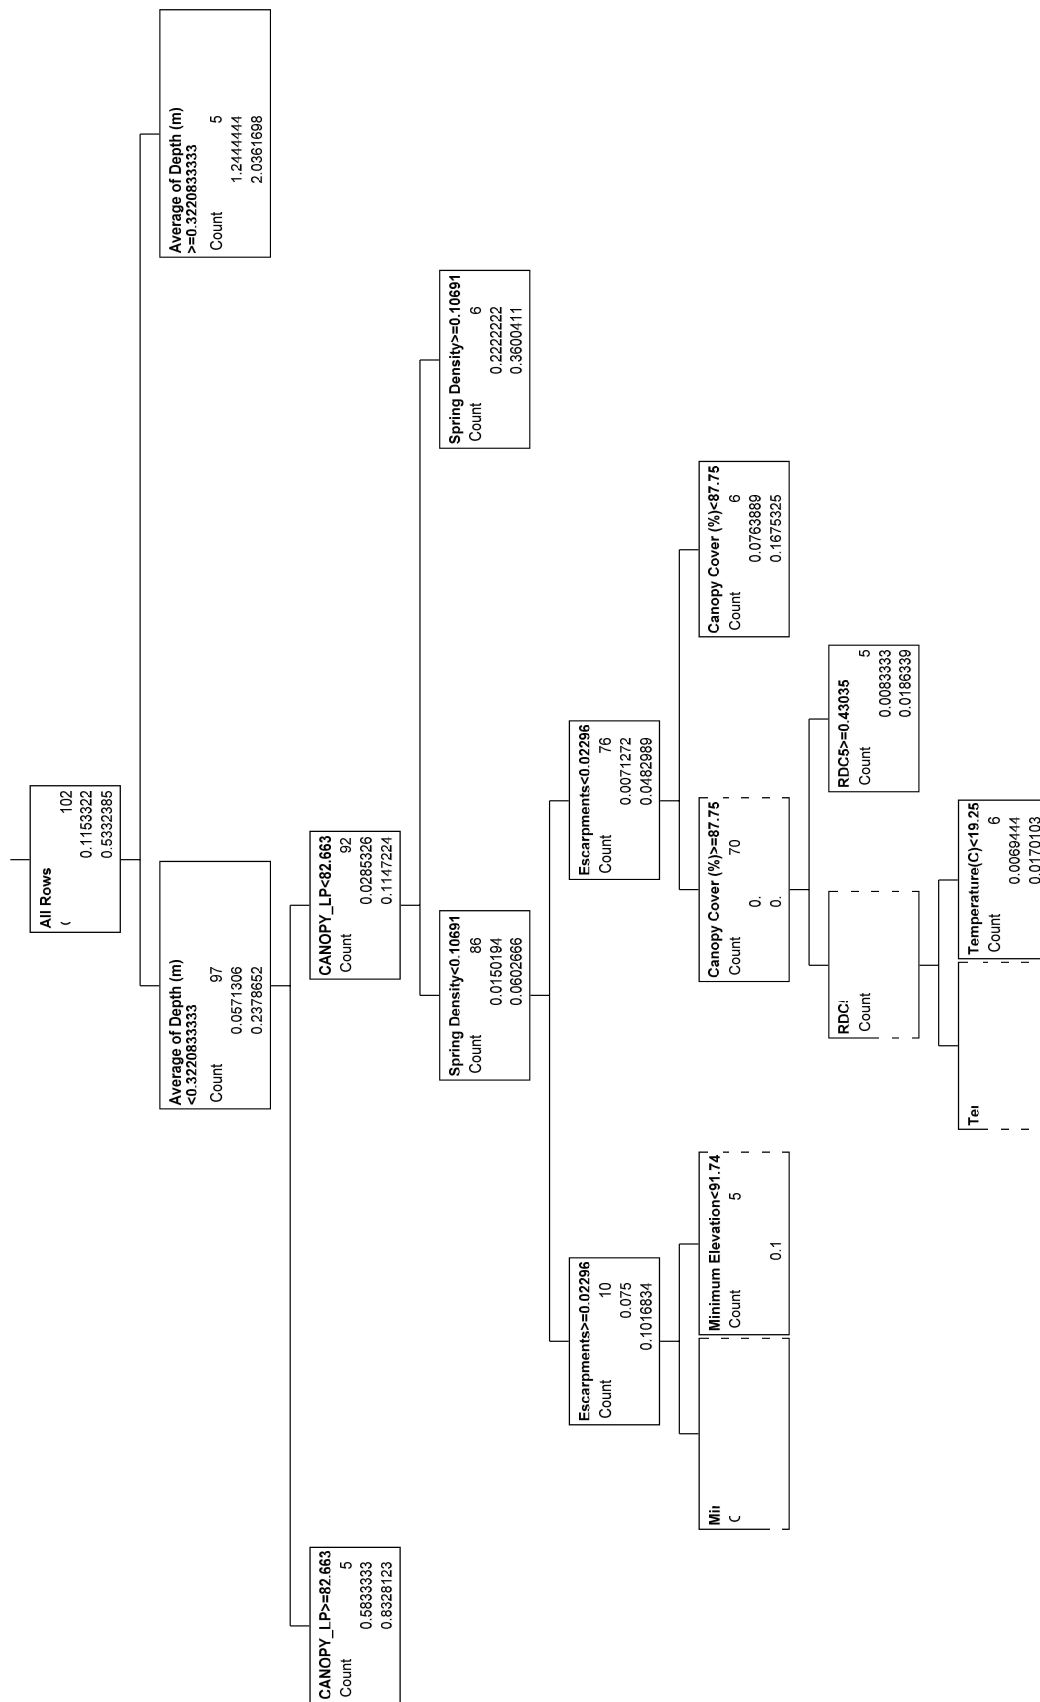 All Rows
102
0.1153322
0.5332385
Average of Depth (m)
<0.3220833333
Count 97
0.0571306
0.2378652
Average of Depth (m)
>=0.3220833333
Count 5
1.2444444
2.0361698
CANOPY_LP>=82.663
Count 5
0.5833333
0.8328123
CANOPY_LP<82.663
Count 92
0.0285326
0.1147224
Spring Density<0.10691
Count 86
0.0150194
0.0602666
Spring Density>=0.10691
Count 6
0.2222222
0.3600411
Escarpments>=0.02296
Count 10
0.075
0.1016834
Escarpments<0.02296
Count 76
0.0071272
0.0482989
Minimum Elevation<91.74
Count 5
0.1
Canopy Cover (%)>=87.75
Count 70
0.
0.
Canopy Cover (%)<87.75
Count 6
0.0763889
0.1675325
Count
RDC5>=0.43035
Count 5
0.0083333
0.0186339
Temperature(C)<19.25
Count 6
0.0069444
0.0170103